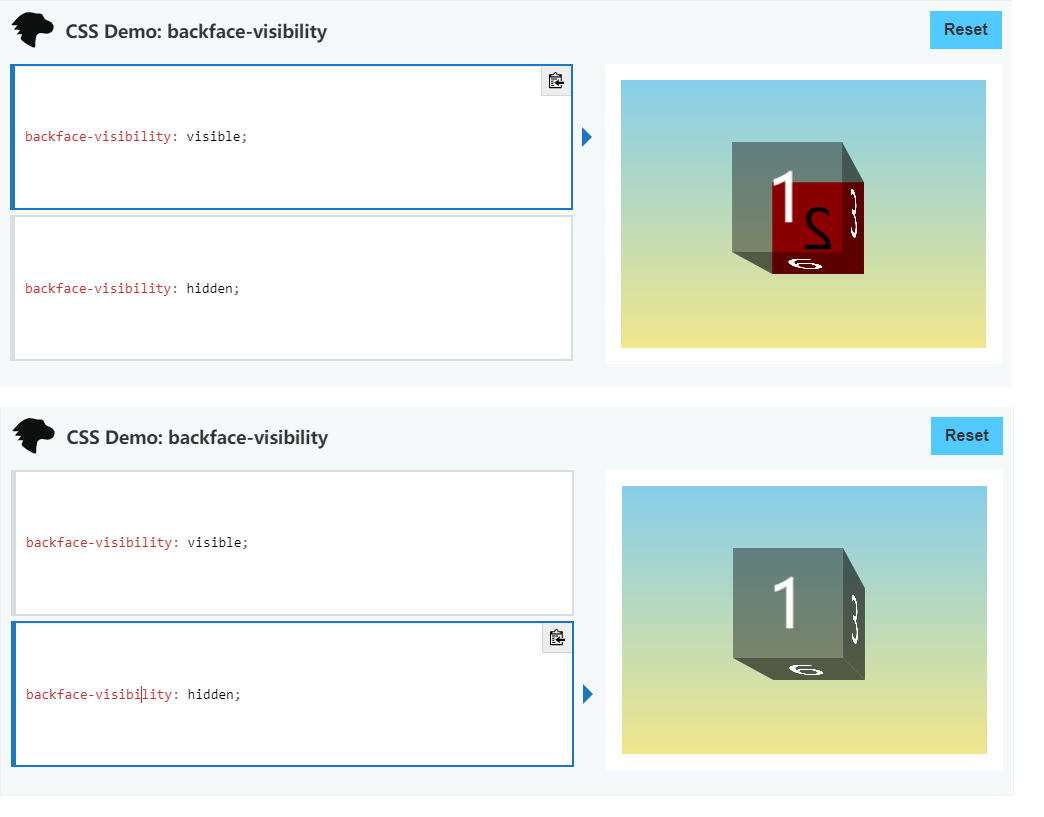 CSS Demo: backface-visibility
Reset
backface-visibility: visible;
backface-visibility: hidden;
1
2
3
6
CSS Demo: backface-visibility
Reset
backface-visibility: visible;
backface-visibility: hidden;
1
3
6